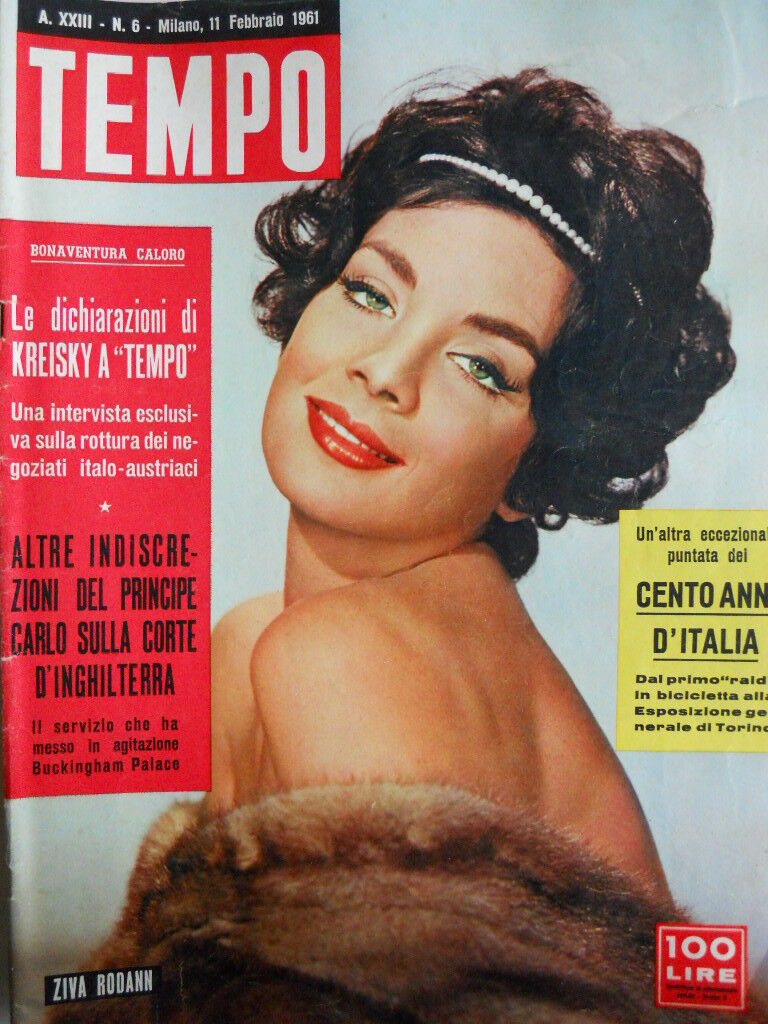 A. XXIII - N. 6 - Milano, 11 Febbraio 1961
TEMPO
BONAVENTURA CALORO
Le dichiarazioni di
KREISKY A "TEMPO"
Una intervista esclusi-
va sulla rottura dei ne-
goziati italo-austriaci
ALTRE INDISCRE-
ZIONI DEL PRINCIPE
CARLO SULLA CORTE
D'INGHILTERRA
Il servizio che ha
messo in agitazione
Buckingham Palace
Un'altra eccezional
puntata dei
CENTO ANN
D'ITALIA
Dal primo "raid
in bicicletta alla
Esposizione ge
nerale di Torino
ZIVA RODANN
100
LIRE